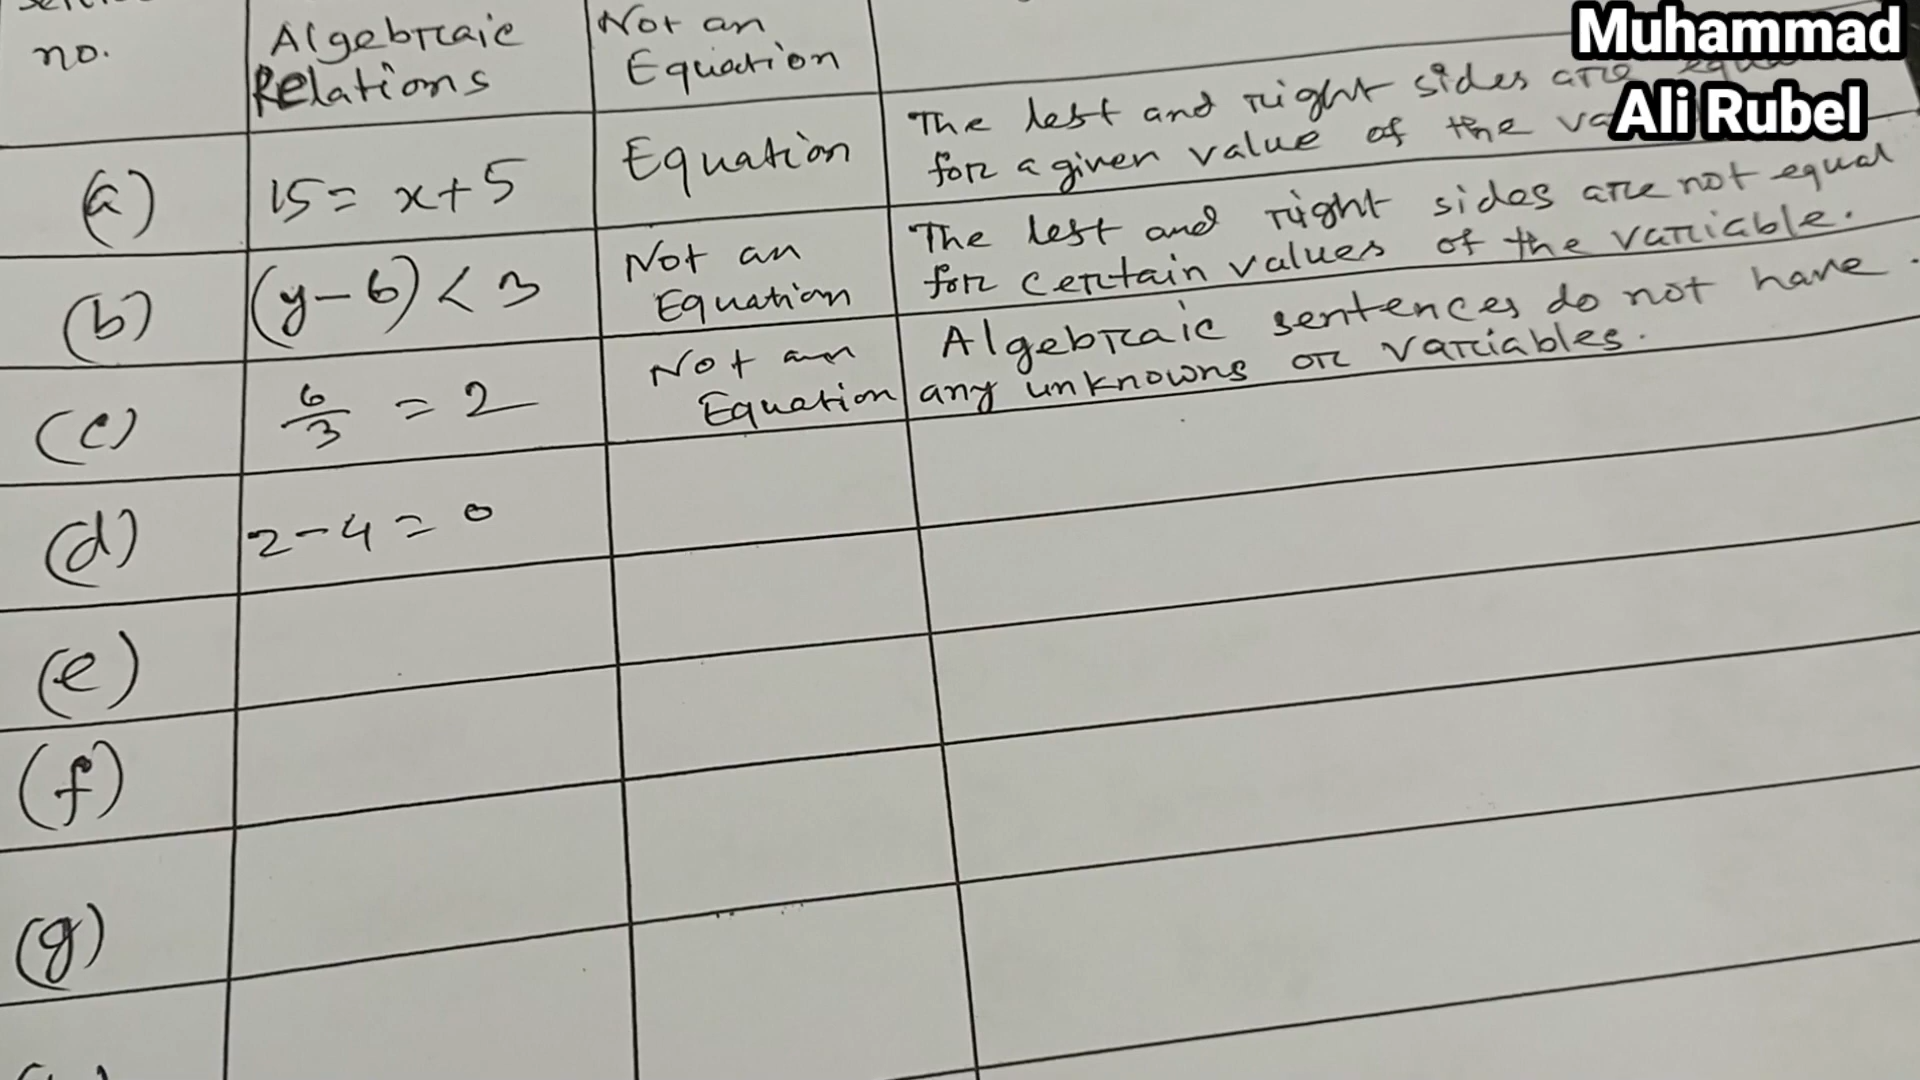 no.
Algebraic
Relations
Not an
Equation
Muhammad
Ali Rubel
(a)
15 = x+5
Equation
The left and right sides are
for a given value of the
(b)
(y-6) < 3
Not an
Equation
The left and right sides are not equal
for certain values of the variable.
(c)
6/3 = 2
Not an
Equation
Algebraic sentences do not have
any unknowns or variables.
(d)
2-4=0
(e)
(f)
(g)